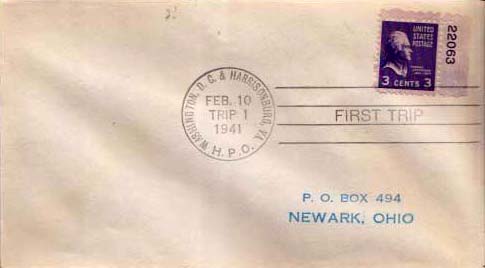 UNITED
STATES
POSTAGE
3 CENTS 3
22063
WASHINGTON, D. C. & HARRISONBURG, VA.
FEB. 10
TRIP 1
1941
H. P. O.
FIRST TRIP
P. O. BOX 494
NEWARK, OHIO